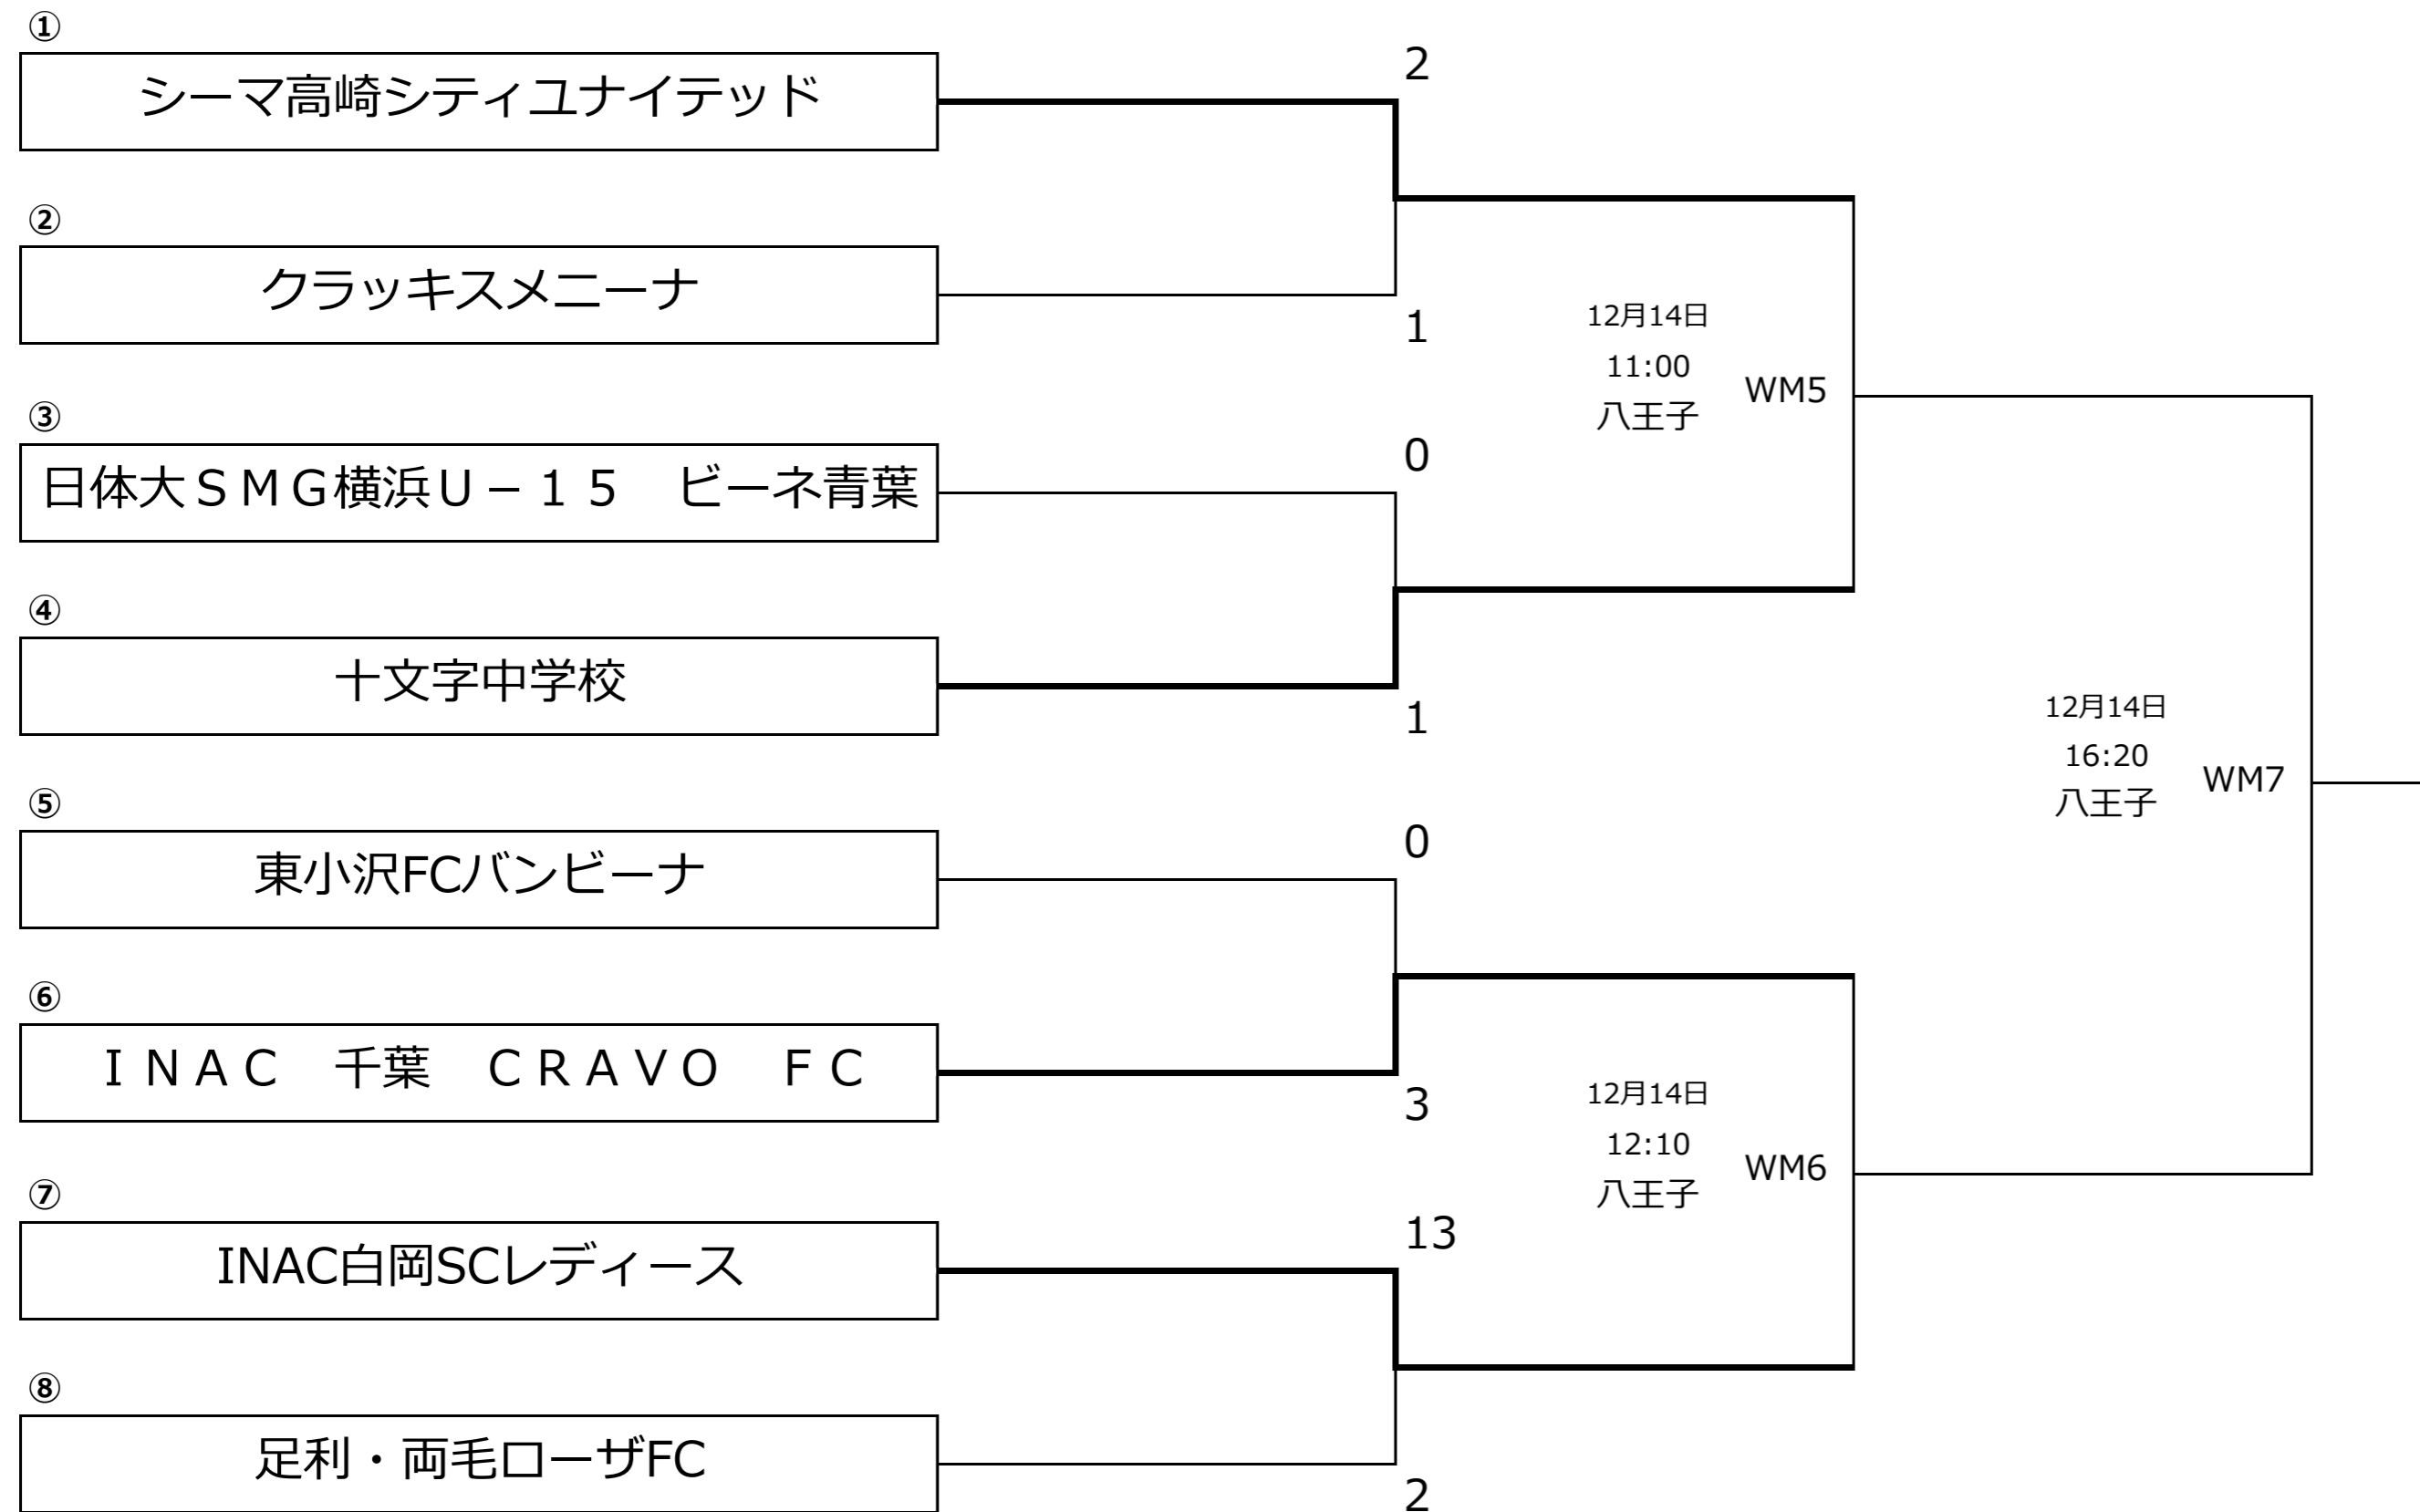 ①
2
シーマ高崎シティユナイテッド
②
クラッキスメニーナ
1
12月14日
11:00
WM5
八王子
③
0
日体大ＳＭＧ横浜Ｕ－１５　ビーネ青葉
④
十文字中学校
1
12月14日
16:20
WM7
八王子
⑤
0
東小沢FCバンビーナ
⑥
ＩＮＡＣ　千葉　ＣＲＡＶＯ　ＦＣ
3
12月14日
12:10
WM6
八王子
⑦
13
INAC白岡SCレディース
⑧
足利・両毛ローザFC
2